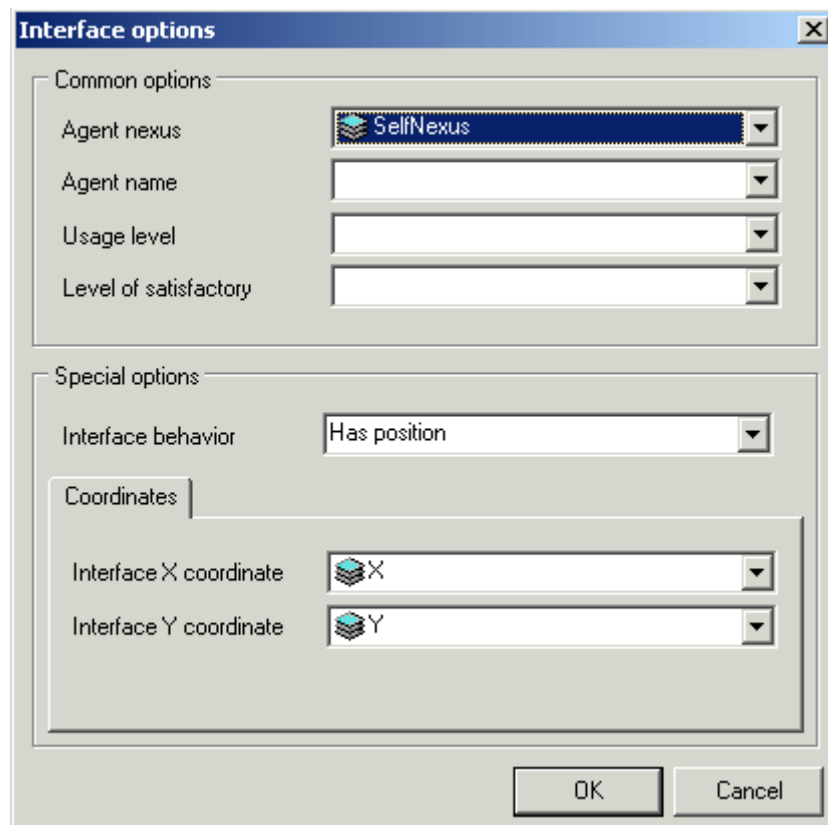 Interface options
Common options
Agent nexus SelfNexus
Agent name
Usage level
Level of satisfactory
Special options
Interface behavior Has position
Coordinates
Interface X coordinate X
Interface Y coordinate Y
OK Cancel